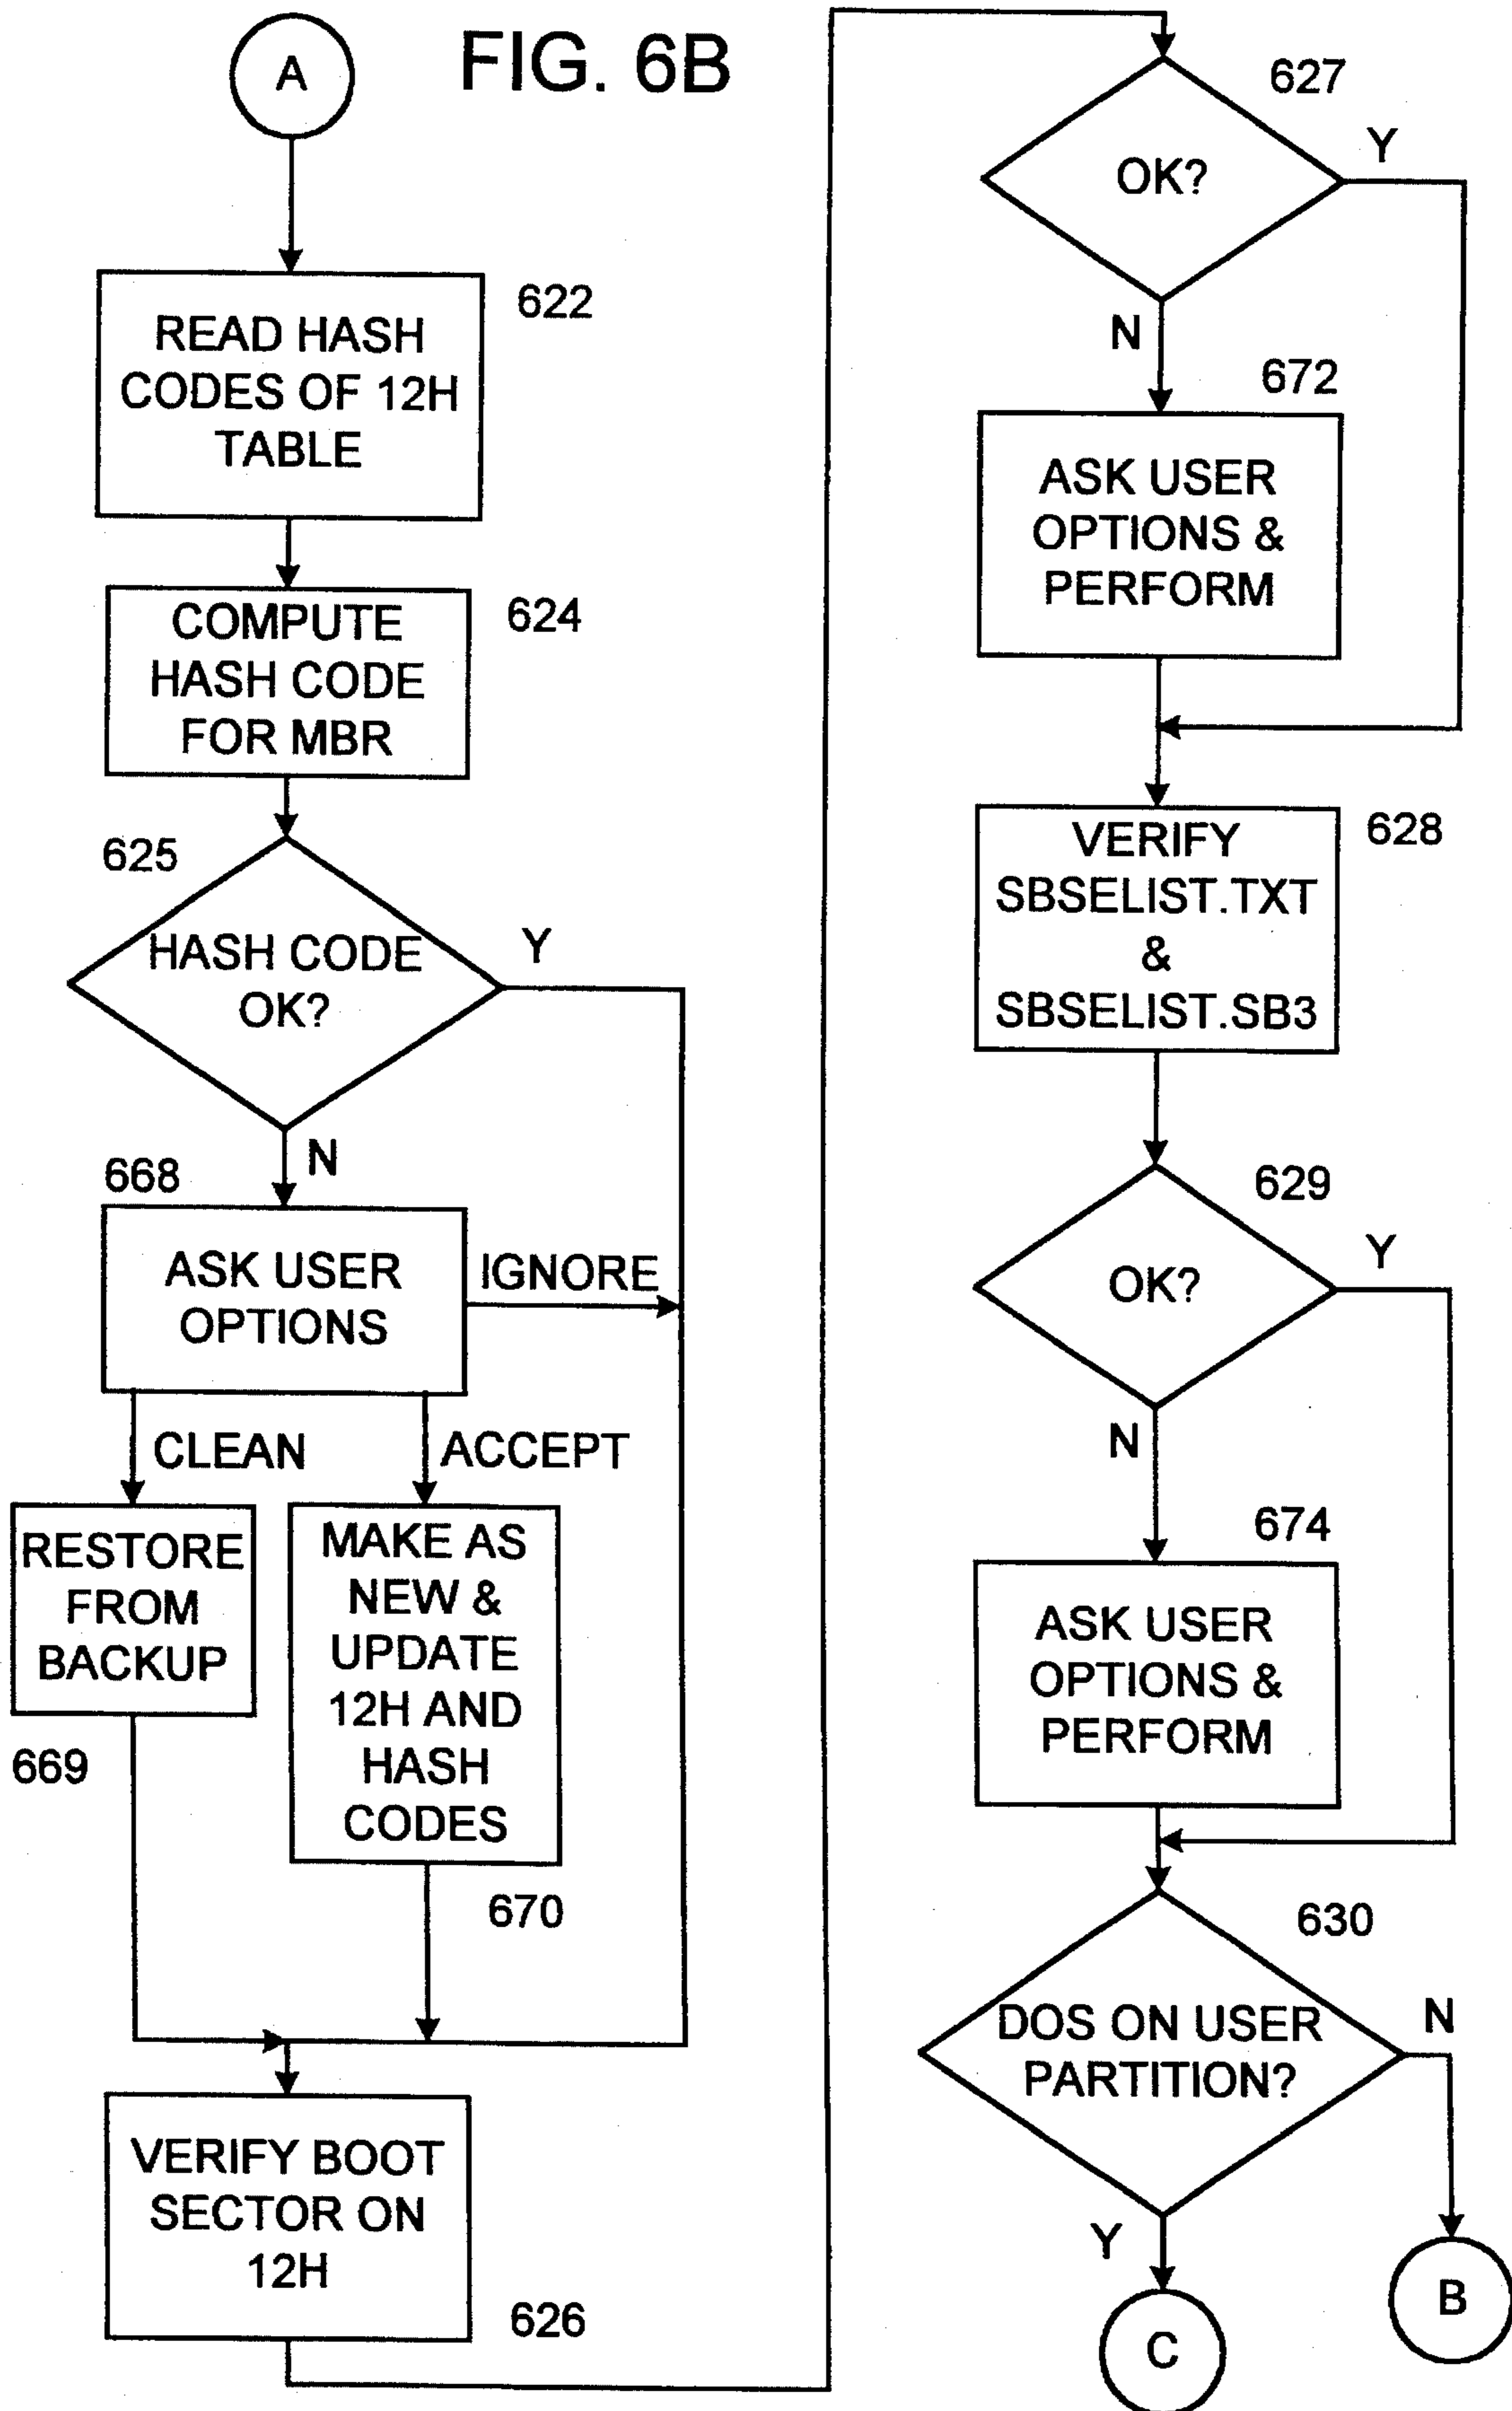 FIG. 6B
A
622
READ HASH
CODES OF 12H
TABLE
624
COMPUTE
HASH CODE
FOR MBR
625
HASH CODE
OK?
Y
N
668
ASK USER
OPTIONS
IGNORE
CLEAN
ACCEPT
RESTORE
FROM
BACKUP
669
MAKE AS
NEW &
UPDATE
12H AND
HASH
CODES
670
VERIFY BOOT
SECTOR ON
12H
626
627
OK?
Y
N
672
ASK USER
OPTIONS &
PERFORM
628
VERIFY
SBSELIST.TXT
&
SBSELIST.SB3
629
OK?
Y
N
674
ASK USER
OPTIONS &
PERFORM
630
DOS ON USER
PARTITION?
N
Y
B
C